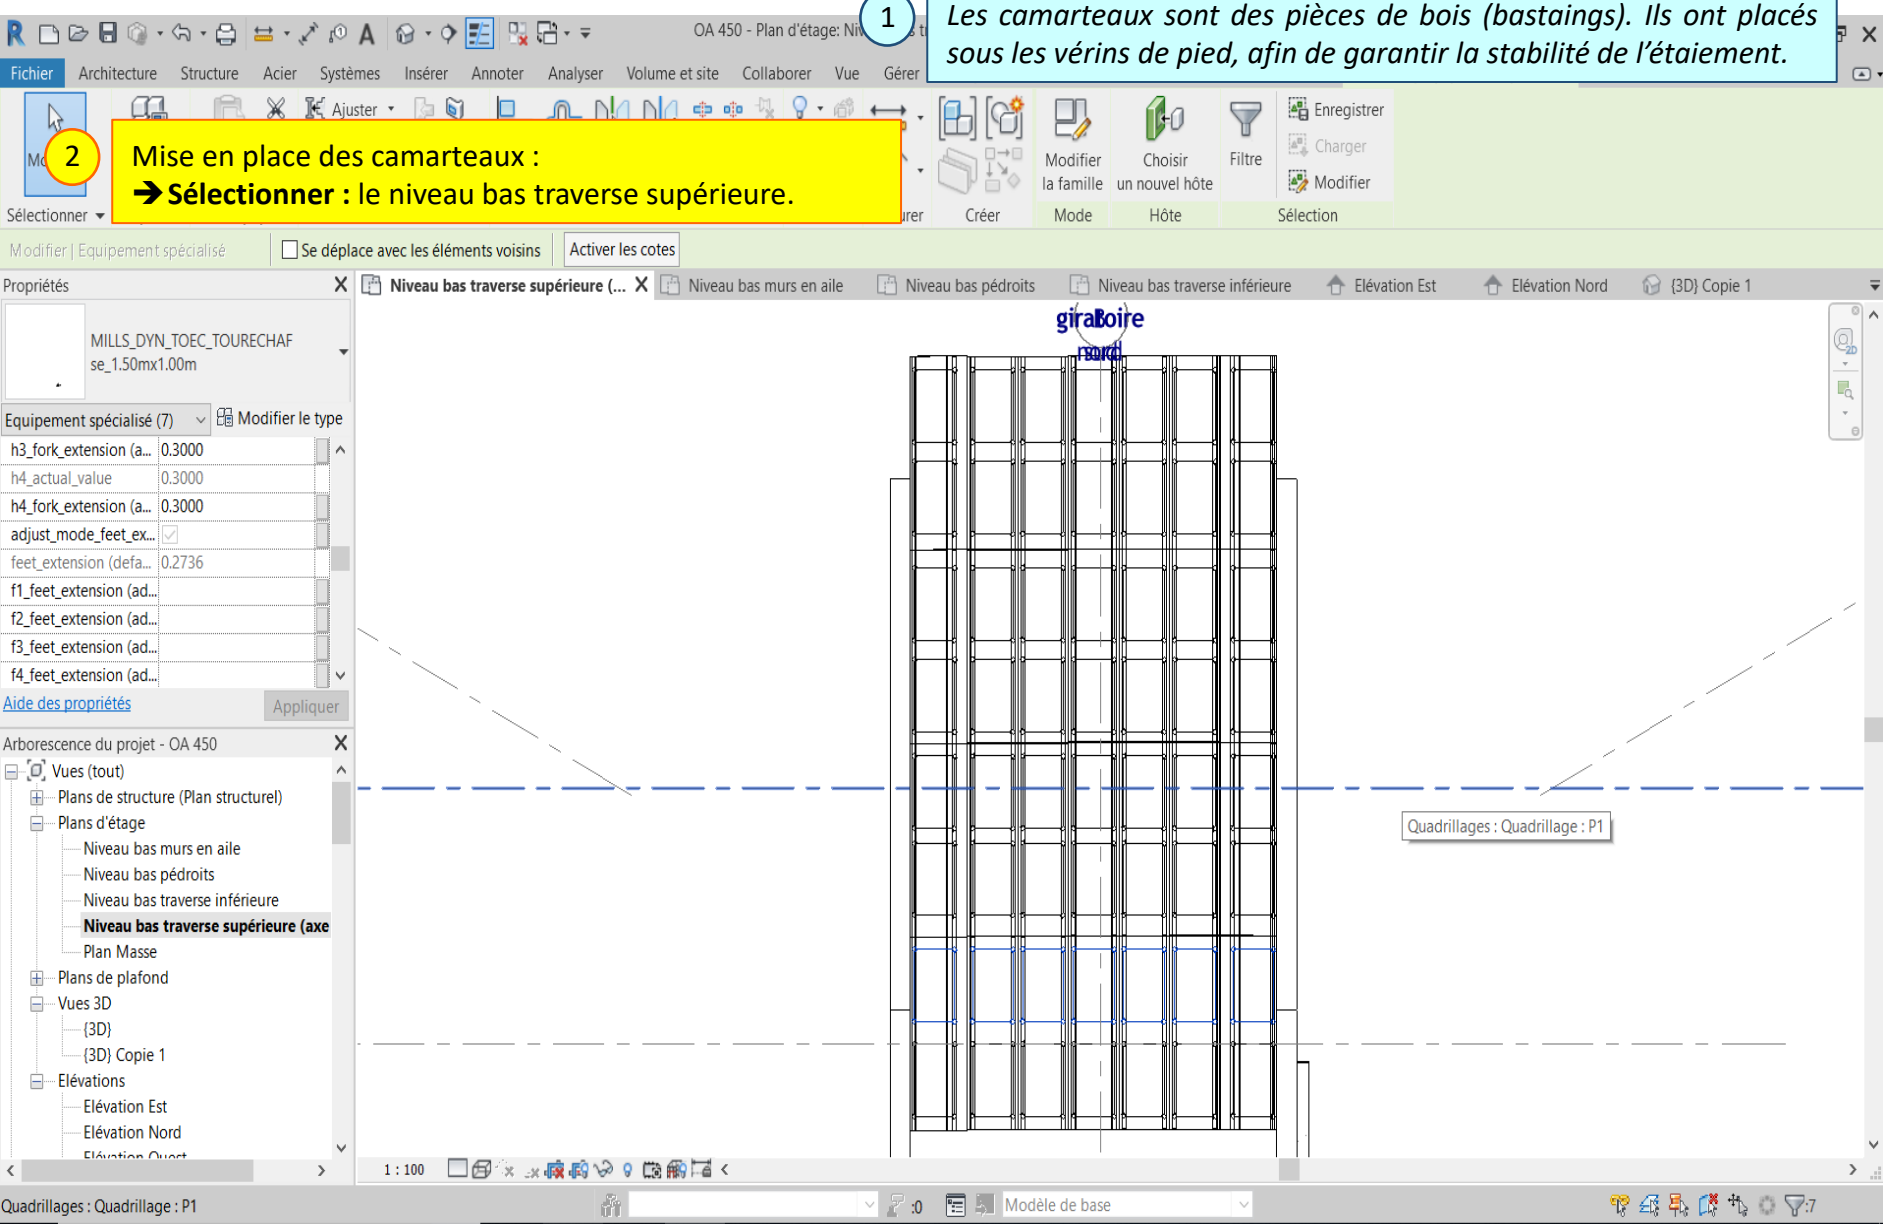 OA 450 - Plan d'étage: Niv
1
Les camarteaux sont des pièces de bois (bastaings). Ils ont placés
sous les vérins de pied, afin de garantir la stabilité de l'étaiement.
Fichier Architecture Structure Acier Systèmes Insérer Annoter Analyser Volume et site Collaborer Vue Gérer
Ajuster
2
Mise en place des camarteaux :
➔ Sélectionner : le niveau bas traverse supérieure.
Modifier
la famille
Choisir
un nouvel hôte
Filtre
Enregistrer
Charger
Modifier
Sélectionner Créer Mode Hôte Sélection
Modifier | Equipement spécialisé
Se déplace avec les éléments voisins
Activer les cotes
Propriétés
Niveau bas traverse supérieure (...
Niveau bas murs en aile
Niveau bas pédroits
Niveau bas traverse inférieure
Elévation Est
Elévation Nord
{3D} Copie 1
MILLS_DYN_TOEC_TOURECHAF
se_1.50mx1.00m
Equipement spécialisé (7)
Modifier le type
h3_fork_extension (a... 0.3000
h4_actual_value 0.3000
h4_fork_extension (a... 0.3000
adjust_mode_feet_ex...
feet_extension (defa... 0.2736
f1_feet_extension (ad...
f2_feet_extension (ad...
f3_feet_extension (ad...
f4_feet_extension (ad...
Aide des propriétés
Appliquer
Arborescence du projet - OA 450
Vues (tout)
Plans de structure (Plan structurel)
Plans d'étage
Niveau bas murs en aile
Niveau bas pédroits
Niveau bas traverse inférieure
Niveau bas traverse supérieure (axe
Plan Masse
Plans de plafond
Vues 3D
{3D}
{3D} Copie 1
Elévations
Elévation Est
Elévation Nord
Elévation Ouest
2D
Quadrillages : Quadrillage : P1
1 : 100
Quadrillages : Quadrillage : P1
:0
Modèle de base
:7